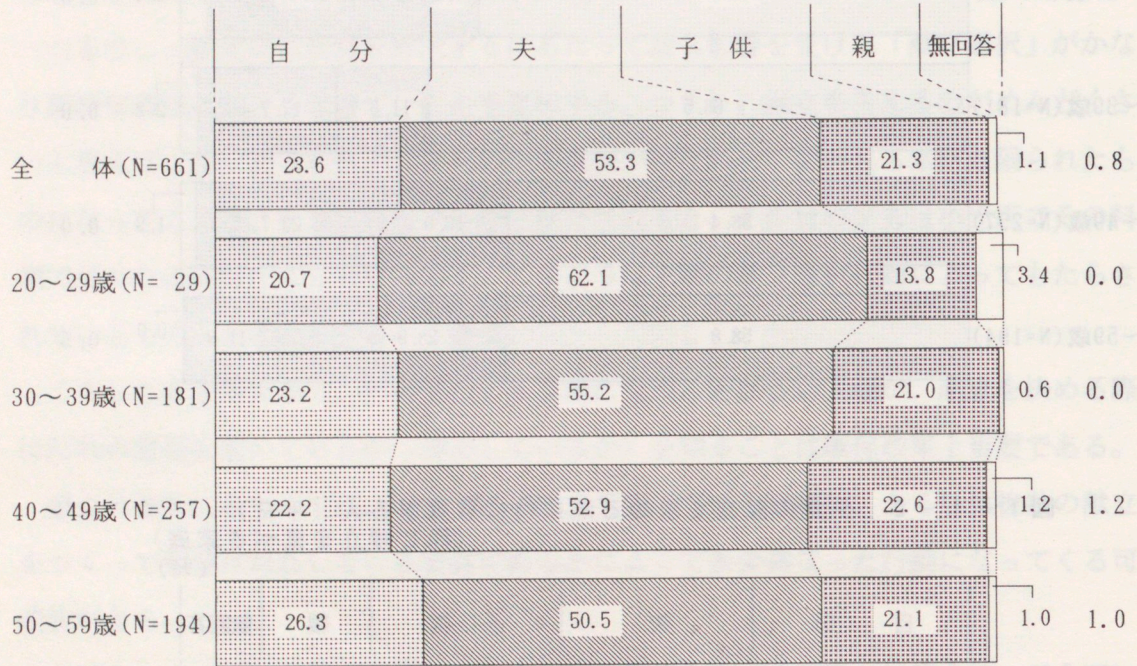 自　分　夫　子　供　親　無回答
全　体(N=661) 23.6 53.3 21.3 1.1 0.8
20～29歳(N= 29) 20.7 62.1 13.8 3.4 0.0
30～39歳(N=181) 23.2 55.2 21.0 0.6 0.0
40～49歳(N=257) 22.2 52.9 22.6 1.2 1.2
50～59歳(N=194) 26.3 50.5 21.1 1.0 1.0